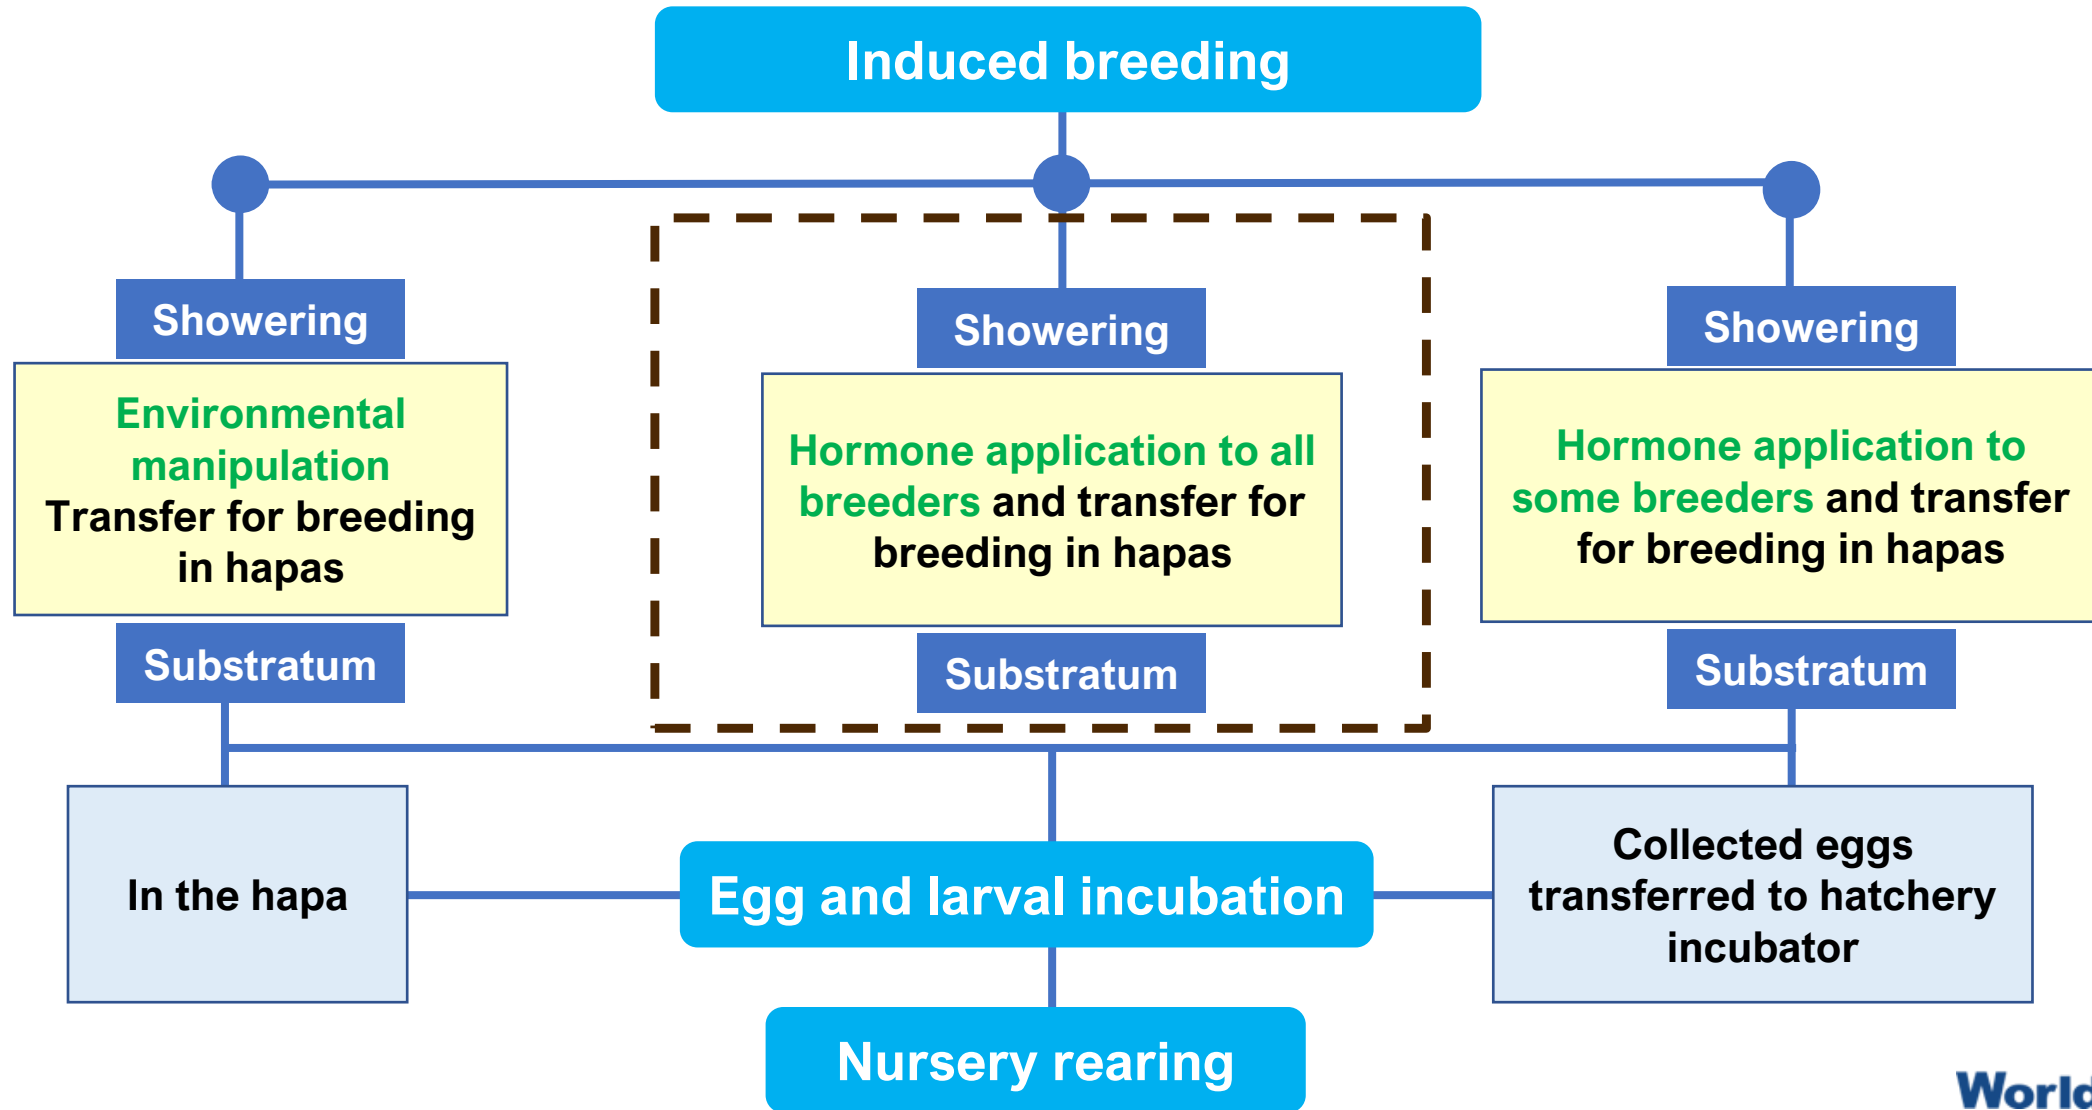 Induced breeding
Showering
Environmental
manipulation
Transfer for breeding
in hapas
Substratum
Showering
Hormone application to all
breeders and transfer for
breeding in hapas
Substratum
Showering
Hormone application to
some breeders and transfer
for breeding in hapas
Substratum
In the hapa
Egg and larval incubation
Collected eggs
transferred to hatchery
incubator
Nursery rearing
World